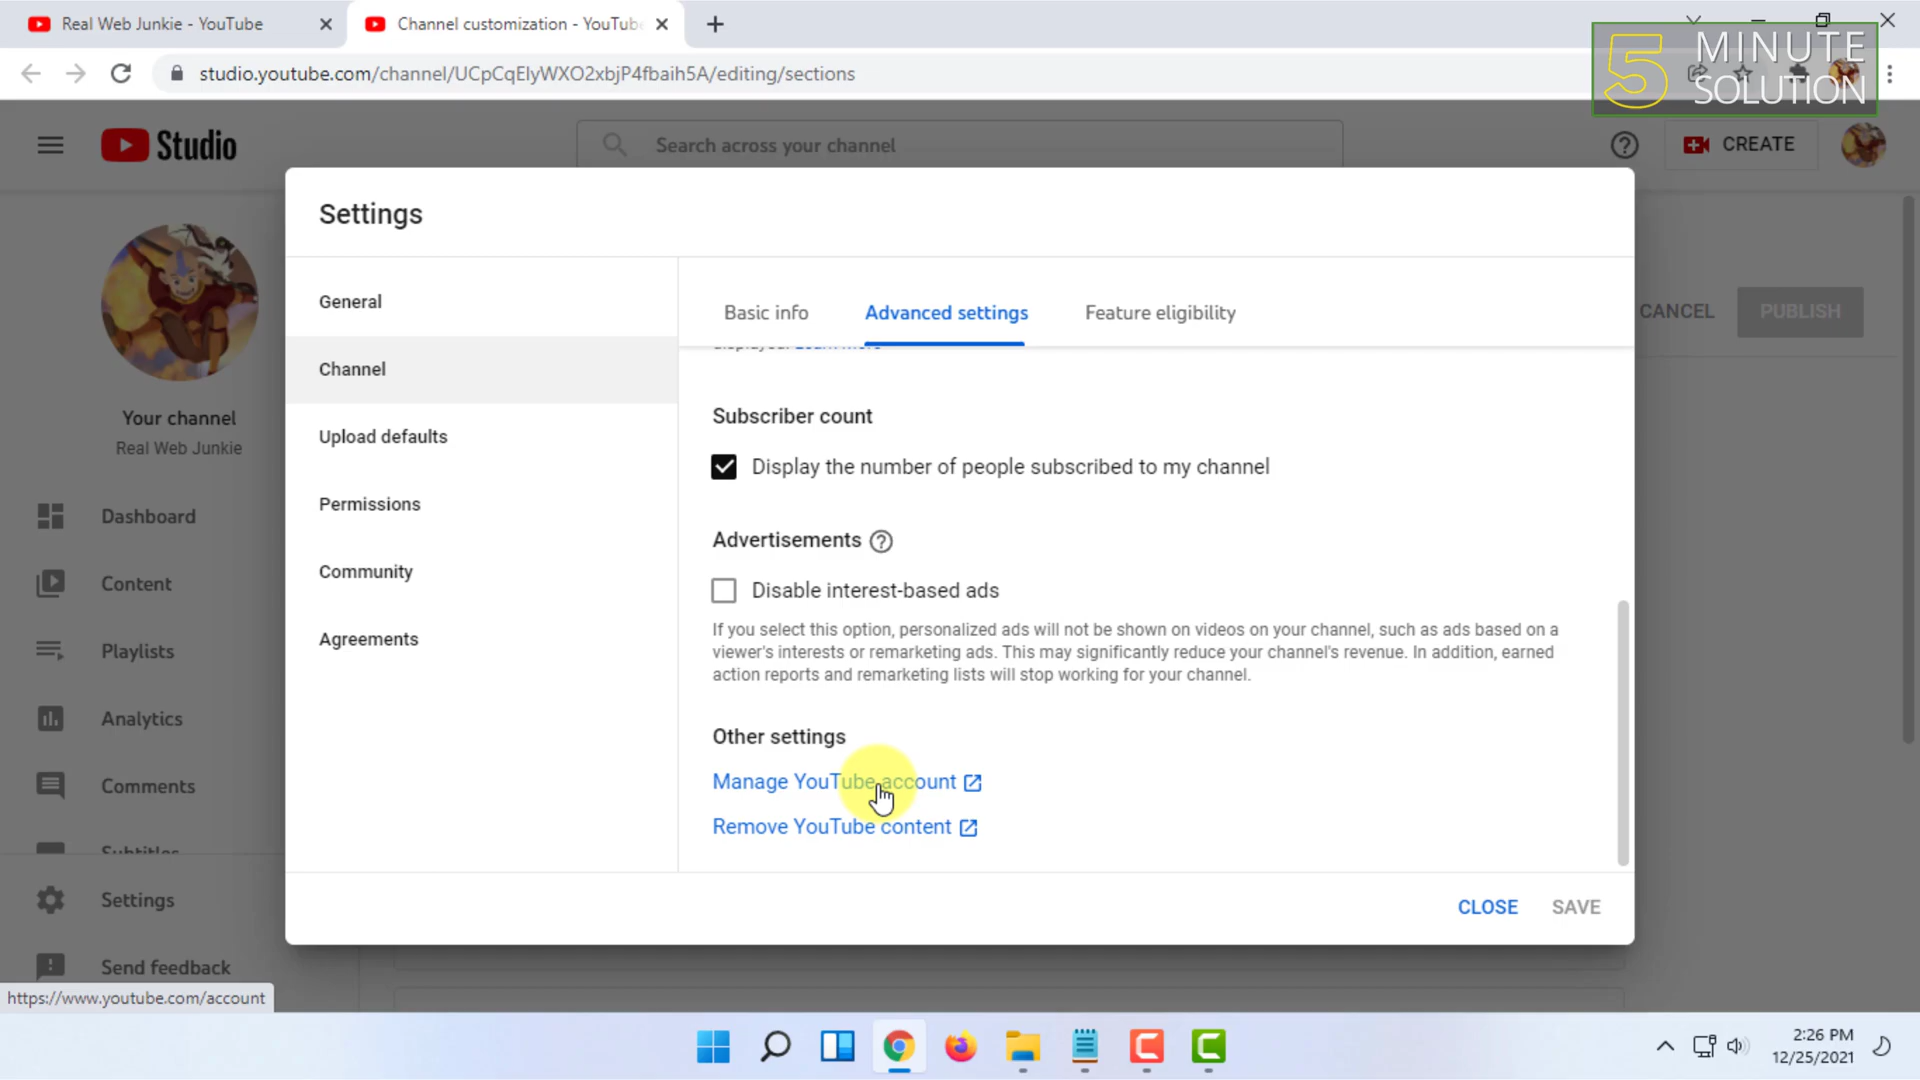 Real Web Junkie - YouTube
Channel customization - YouTube
studio.youtube.com/channel/UCpCqElyWXO2xbjP4fbaih5A/editing/sections
5 MINUTE
SOLUTION
Studio
Search across your channel
CREATE
Settings
General
Channel
Upload defaults
Permissions
Community
Agreements
Basic info
Advanced settings
Feature eligibility
Subscriber count
Display the number of people subscribed to my channel
Advertisements
Disable interest-based ads
If you select this option, personalized ads will not be shown on videos on your channel, such as ads based on a
viewer's interests or remarketing ads. This may significantly reduce your channel's revenue. In addition, earned
action reports and remarketing lists will stop working for your channel.
Other settings
Manage YouTube account
Remove YouTube content
CLOSE
SAVE
CANCEL
PUBLISH
Your channel
Real Web Junkie
Dashboard
Content
Playlists
Analytics
Comments
Subtitles
Settings
Send feedback
https://www.youtube.com/account
2:26 PM
12/25/2021